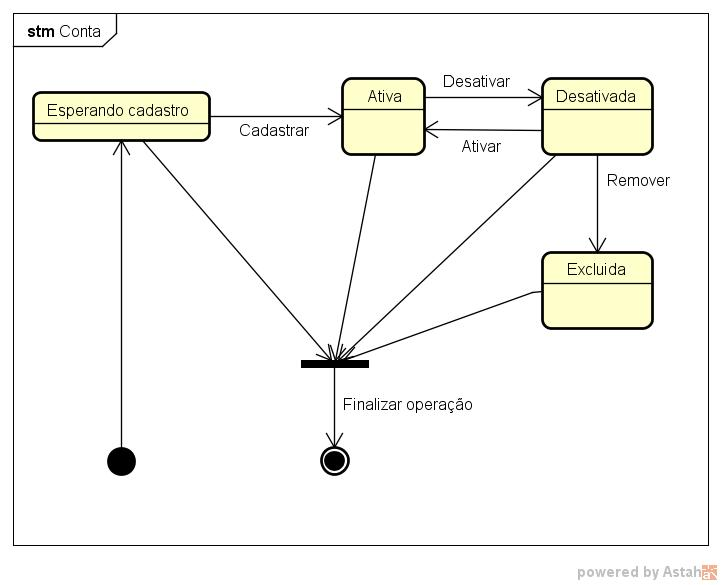 stm Conta
Esperando cadastro
Cadastrar
Ativa
Desativar
Desativada
Ativar
Remover
Excluida
Finalizar operação
powered by Astah